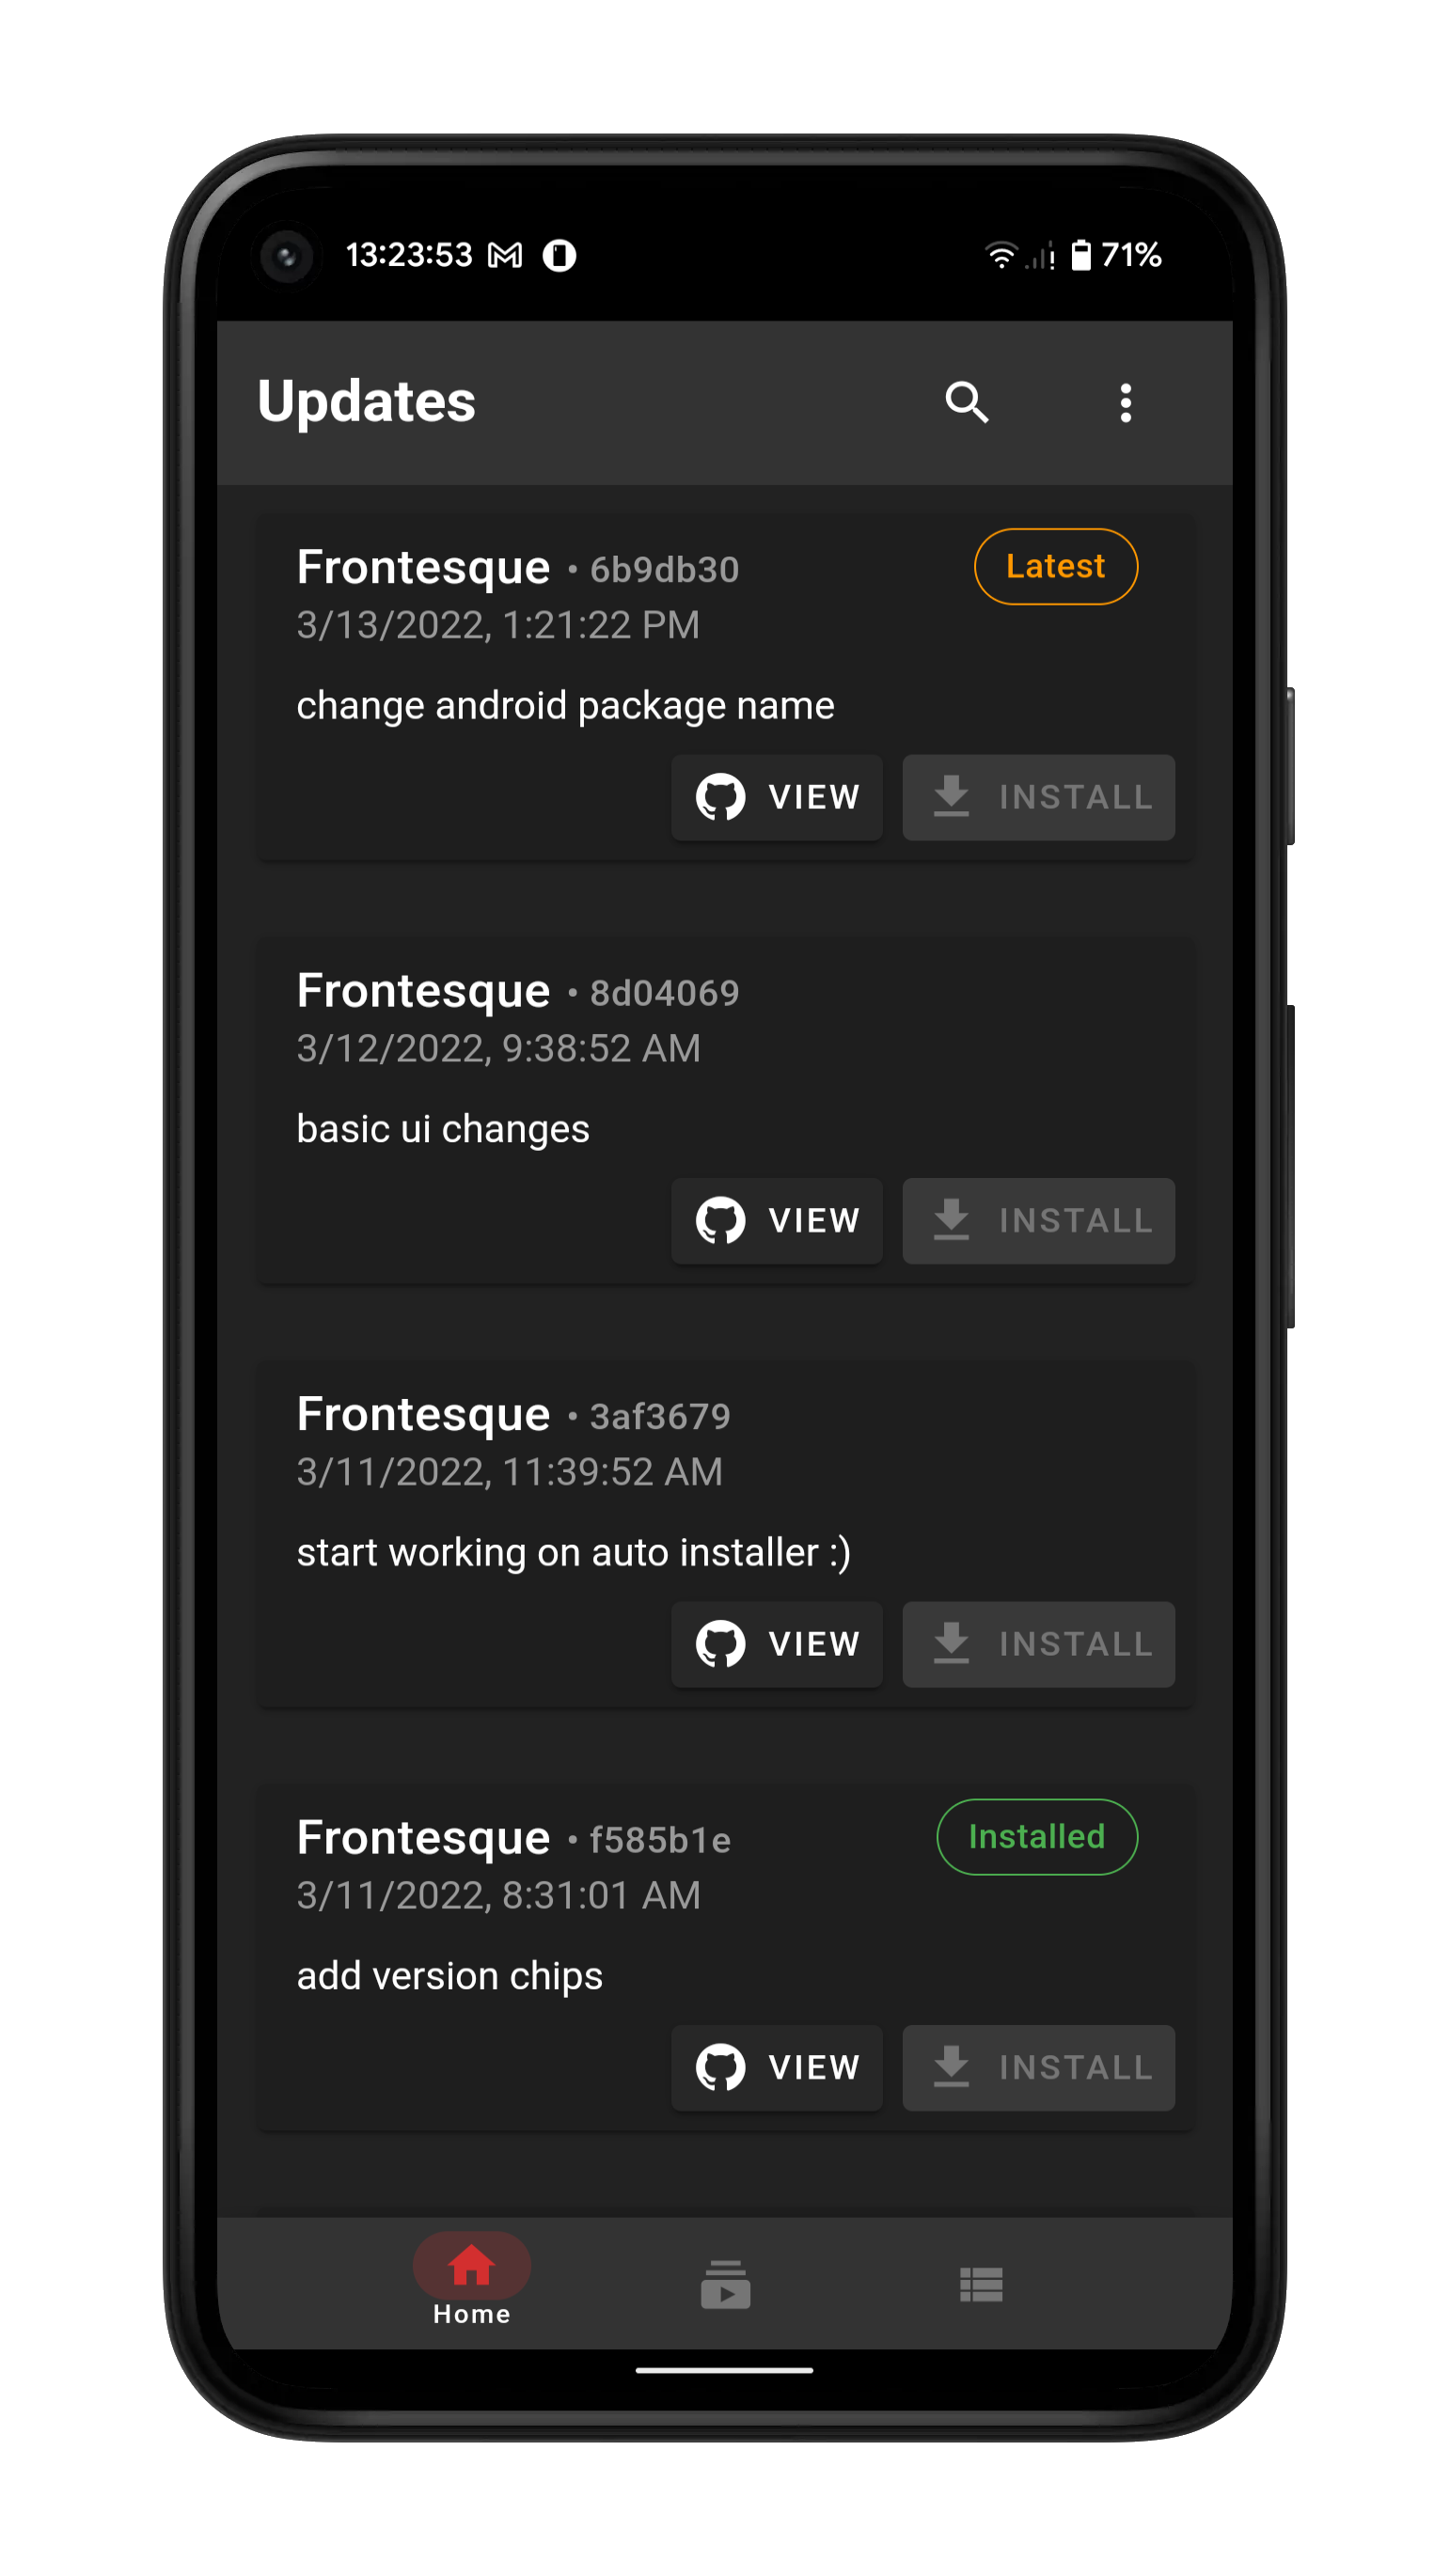 13:23:53 71%
Updates
Frontesque • 6b9db30 Latest
3/13/2022, 1:21:22 PM
change android package name
VIEW INSTALL
Frontesque • 8d04069
3/12/2022, 9:38:52 AM
basic ui changes
VIEW INSTALL
Frontesque • 3af3679
3/11/2022, 11:39:52 AM
start working on auto installer :)
VIEW INSTALL
Frontesque • f585b1e Installed
3/11/2022, 8:31:01 AM
add version chips
VIEW INSTALL
Home